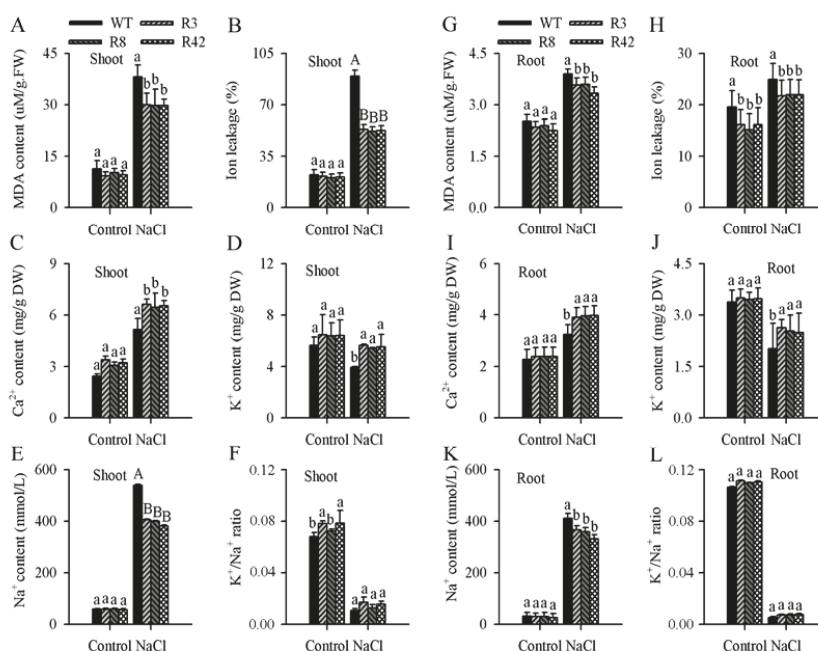 A WT R3 R8 R42
MDA content (uM/g.FW)
45
30
15
0
Shoot
a a a a a b b b
Control NaCl
B
Ion leakage (%)
105
70
35
0
Shoot
a a a a A B B B
Control NaCl
G WT R3 R8 R42
MDA content (uM/g.FW)
6.0
4.5
3.0
1.5
0.0
Root
a a a a a b b b
Control NaCl
H
Ion leakage (%)
30
20
10
0
Root
a b b b a b b b
Control NaCl
C
Ca²⁺ content (mg/g DW)
9
6
3
0
Shoot
a a a a a b b b
Control NaCl
D
K⁺ content (mg/g DW)
12
8
4
0
Shoot
a a a a b a a a
Control NaCl
I
Ca²⁺ content (mg/g DW)
6
4
2
0
Root
a a a a b a a a
Control NaCl
J
K⁺ content (mg/g DW)
4.5
3.0
1.5
0.0
Root
a a a a b a a a
Control NaCl
E
Na⁺ content (mmol/L)
600
400
200
0
Shoot
a a a a A B B B
Control NaCl
F
K⁺/Na⁺ ratio
0.12
0.08
0.04
0.00
Shoot
b a b a a a a a
Control NaCl
K
Na⁺ content (mmol/L)
600
400
200
0
Root
a a a a a b b b
Control NaCl
L
K⁺/Na⁺ ratio
0.12
0.08
0.04
0.00
Root
a a a a a a a a
Control NaCl